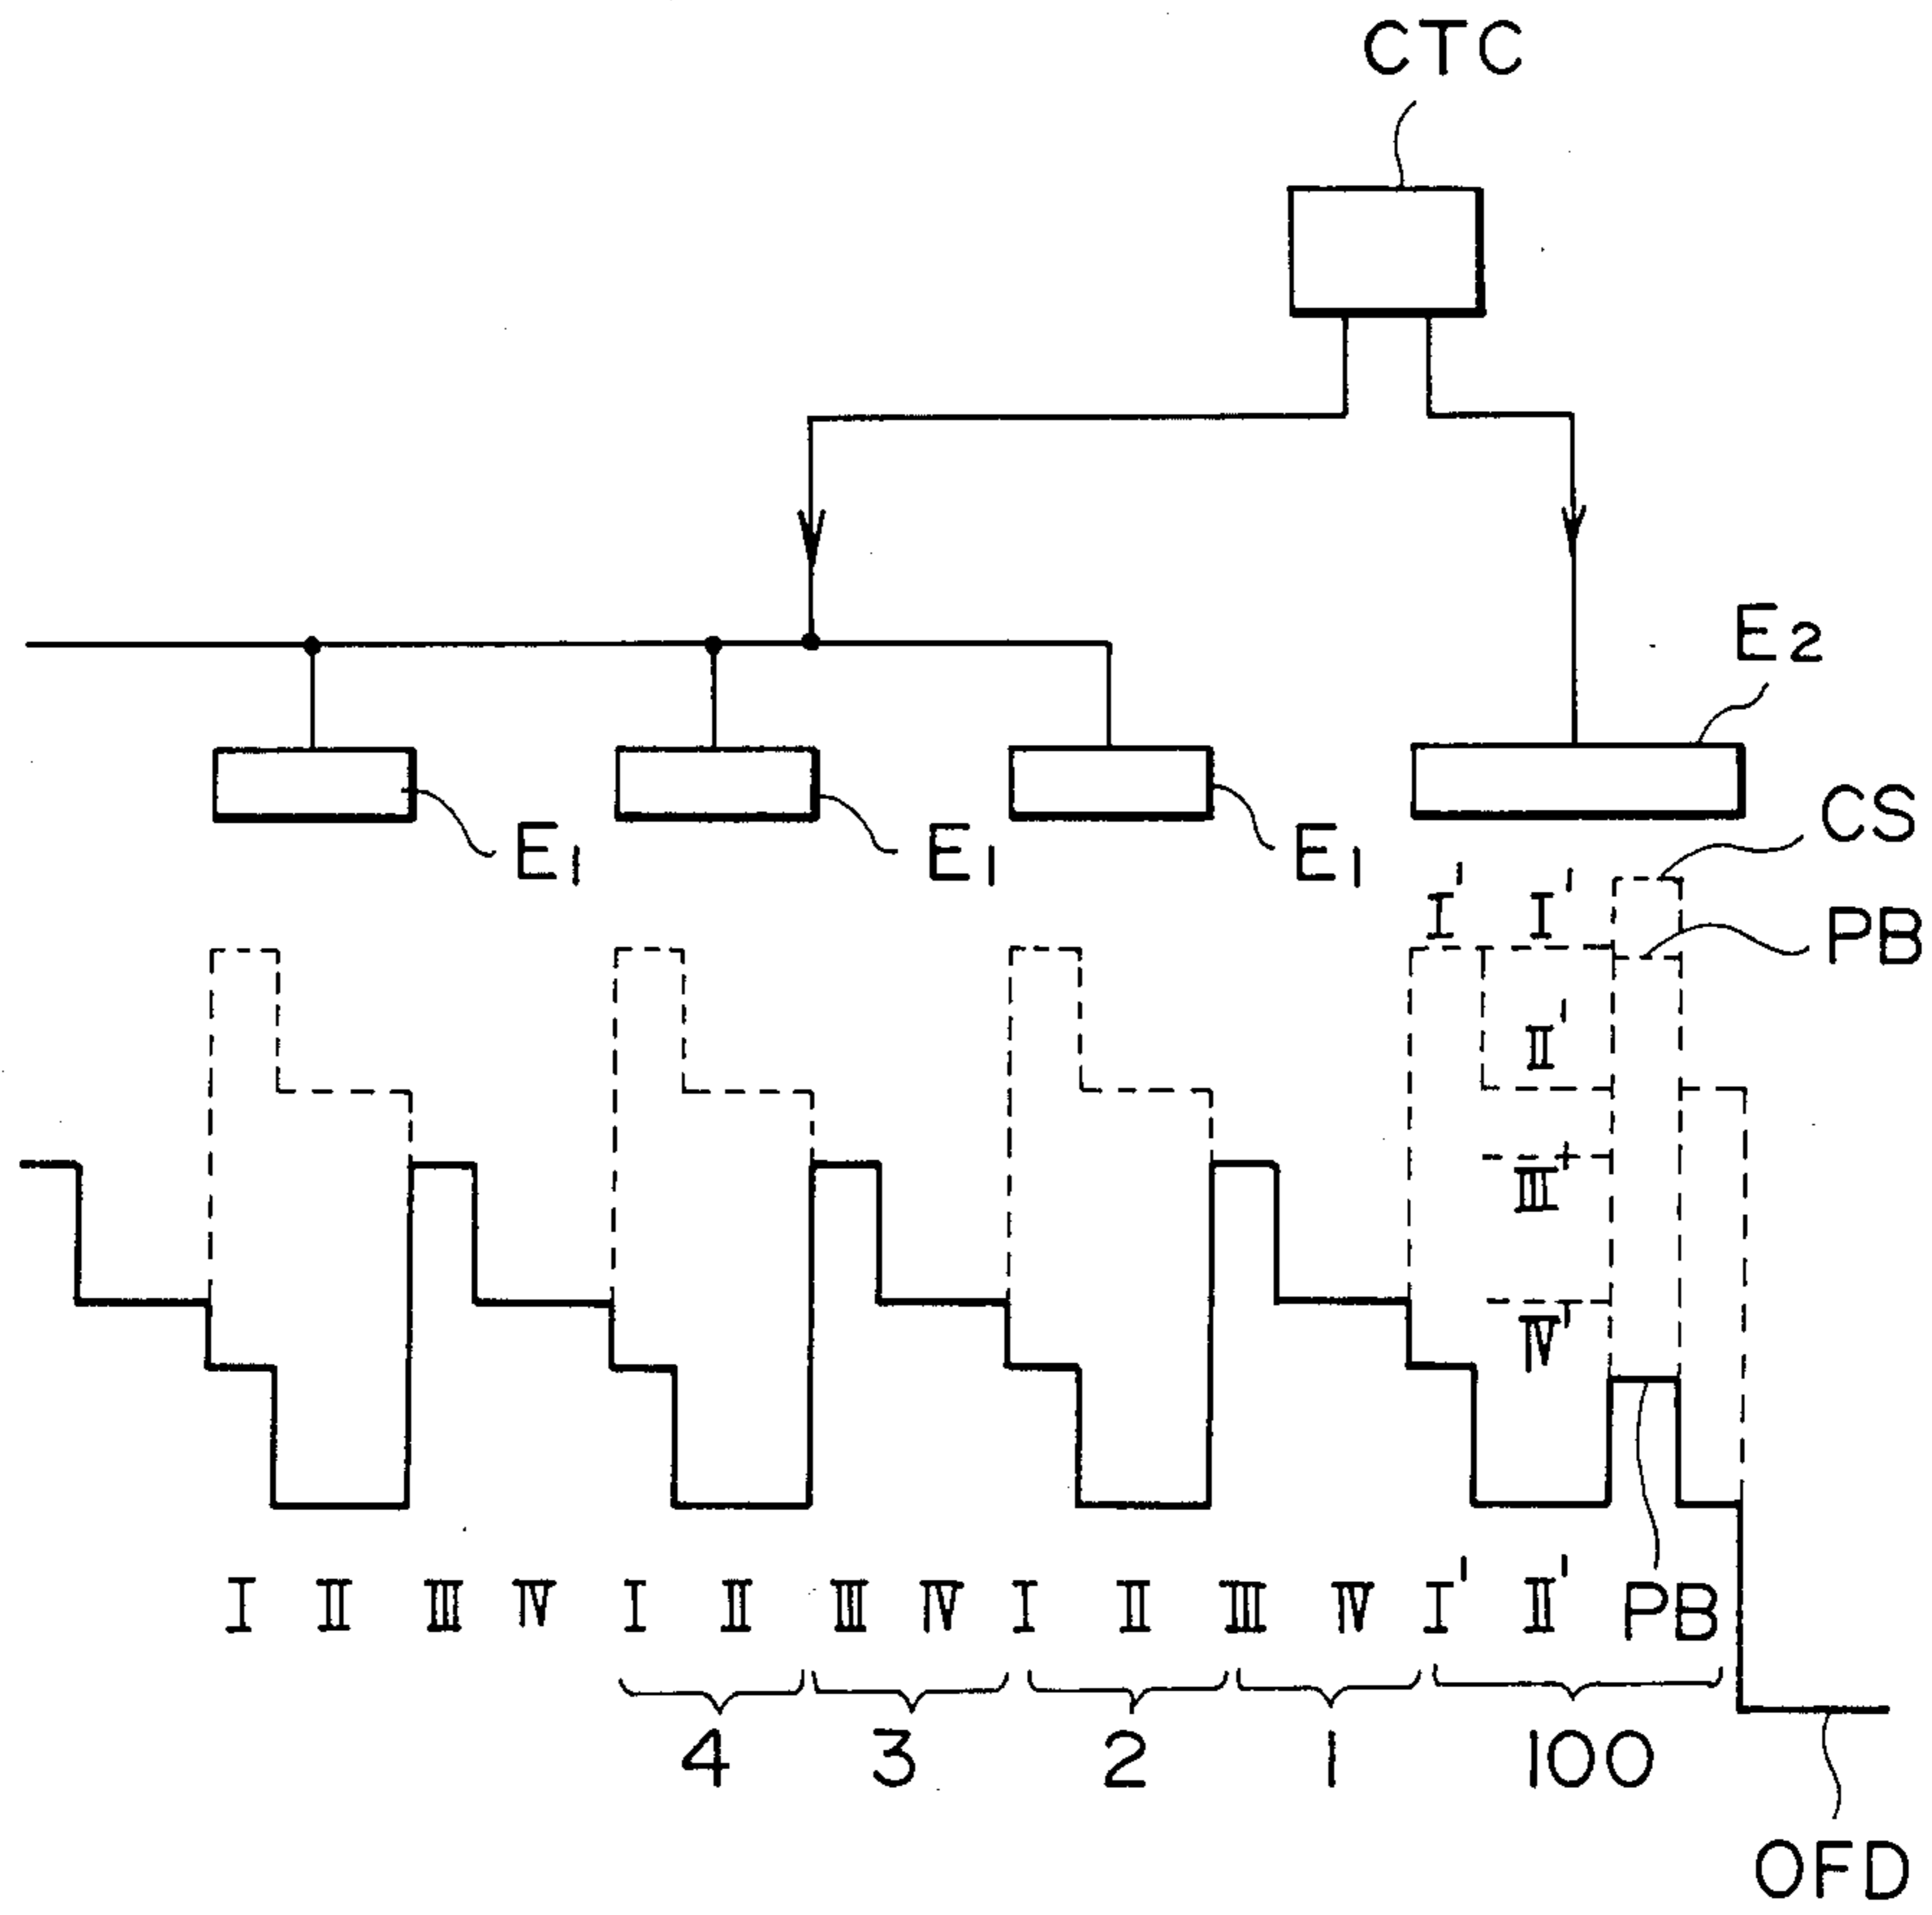 CTC
E2
E1 E1 E1
CS
I' I'
PB
II'
III'
IV'
I II III IV I II III IV I II III IV I' II' PB
4 3 2 1 100
OFD